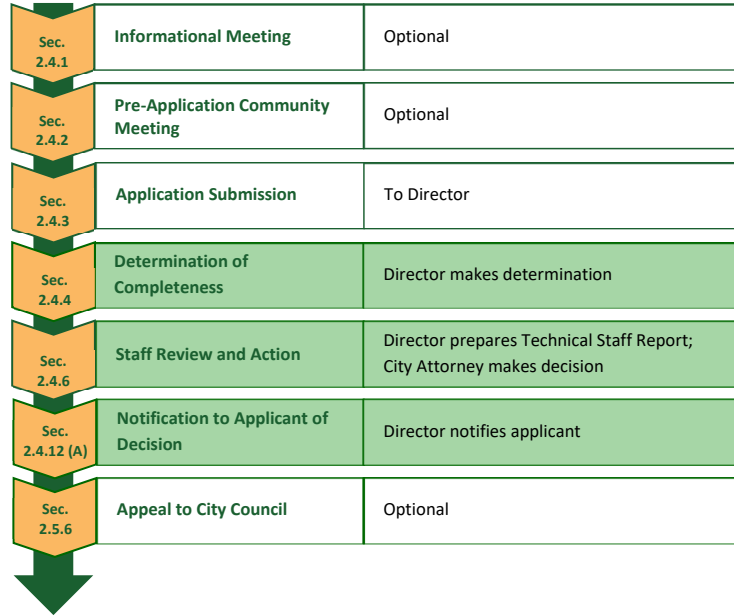 Sec.
2.4.1
Informational Meeting
Optional
Sec.
2.4.2
Pre-Application Community
Meeting
Optional
Sec.
2.4.3
Application Submission
To Director
Sec.
2.4.4
Determination of
Completeness
Director makes determination
Sec.
2.4.6
Staff Review and Action
Director prepares Technical Staff Report;
City Attorney makes decision
Sec.
2.4.12 (A)
Notification to Applicant of
Decision
Director notifies applicant
Sec.
2.5.6
Appeal to City Council
Optional